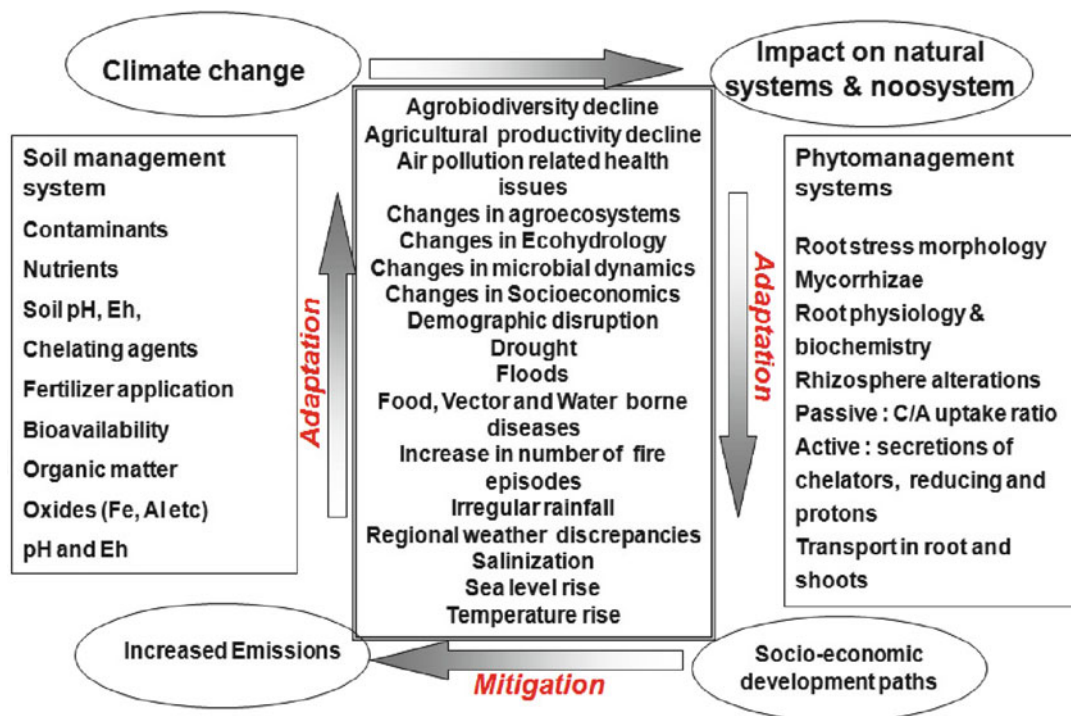 Climate change
Impact on natural
systems & noosystem
Soil management
system
Contaminants
Nutrients
Soil pH, Eh,
Chelating agents
Fertilizer application
Bioavailability
Organic matter
Oxides (Fe, Al etc)
pH and Eh
Adaptation
Agrobiodiversity decline
Agricultural productivity decline
Air pollution related health
issues
Changes in agroecosystems
Changes in Ecohydrology
Changes in microbial dynamics
Changes in Socioeconomics
Demographic disruption
Drought
Floods
Food, Vector and Water borne
diseases
Increase in number of fire
episodes
Irregular rainfall
Regional weather discrepancies
Salinization
Sea level rise
Temperature rise
Adaptation
Phytomanagement
systems
Root stress morphology
Mycorrhizae
Root physiology &
biochemistry
Rhizosphere alterations
Passive : C/A uptake ratio
Active : secretions of
chelators, reducing and
protons
Transport in root and
shoots
Increased Emissions
Mitigation
Socio-economic
development paths